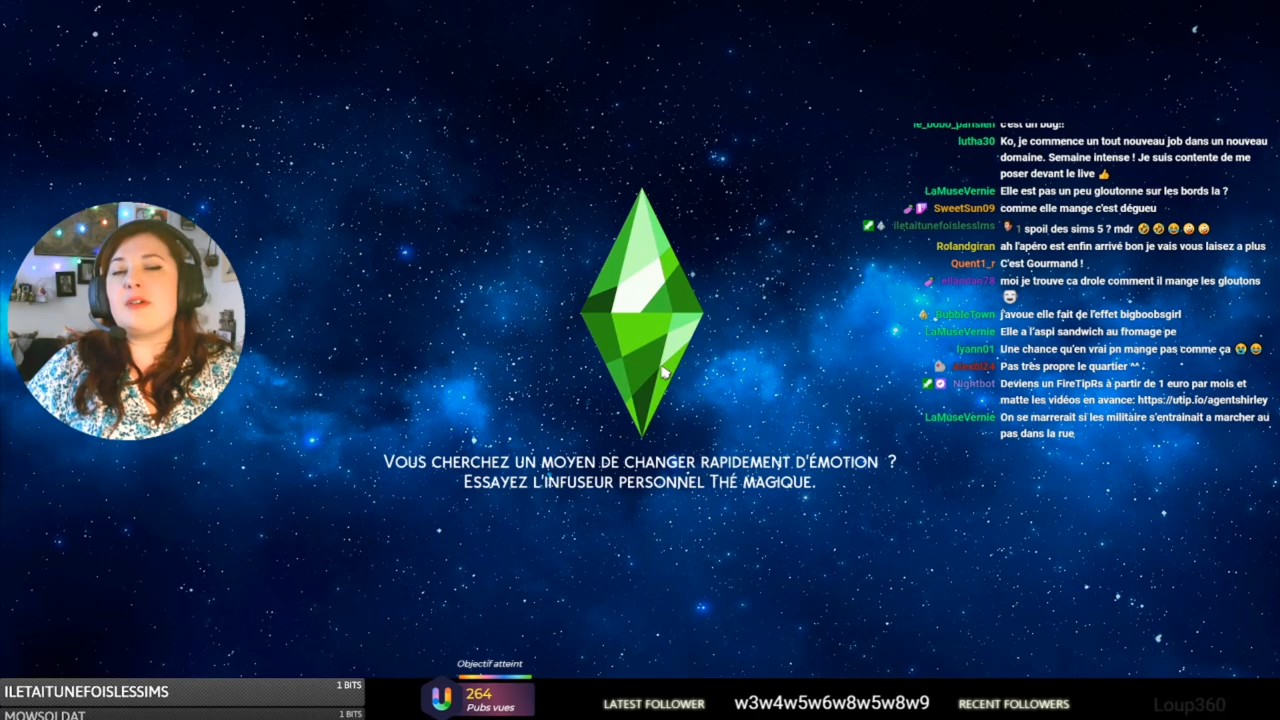 le_bobo_parisien c'est un bug!!
lutha30 Ko, je commence un tout nouveau job dans un nouveau
domaine. Semaine intense ! Je suis contente de me
poser devant le live 👍
LaMuseVernie Elle est pas un peu gloutonne sur les bords la ?
SweetSun09 comme elle mange c'est dégueu
iletaitunefoislessims 1 spoil des sims 5 ? mdr 🤣🤣😂🤪🤪
Rolandgiran ah l'apéro est enfin arrivé bon je vais vous laisez a plus
Quent1_r C'est Gourmand !
moi je trouve ca drole comment il mange les gloutons
BubbleTown j'avoue elle fait de l'effet bigboobsgirl
LaMuseVernie Elle a l'aspi sandwich au fromage pe
lyann01 Une chance qu'en vrai pn mange pas comme ça 😭😂
Pas très propre le quartier ^^
Nightbot Deviens un FireTipRs à partir de 1 euro par mois et
matte les vidéos en avance: https://utip.io/agentshirley
LaMuseVernie On se marrerait si les militaire s'entrainait a marcher au
pas dans la rue
VOUS CHERCHEZ UN MOYEN DE CHANGER RAPIDEMENT D'ÉMOTION ?
ESSAYEZ L'INFUSEUR PERSONNEL THÉ MAGIQUE.
Objectif atteint
264
Pubs vues
ILETAITUNEFOISLESSIMS 1 BITS
MOWSOLDAT 1 BITS
LATEST FOLLOWER w3w4w5w6w8w5w8w9 RECENT FOLLOWERS Loup360